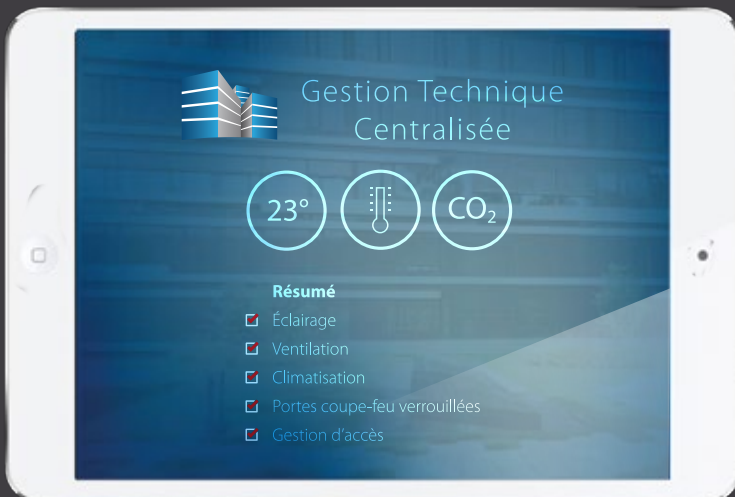 Gestion Technique
Centralisée
23°
CO₂
Résumé
Éclairage
Ventilation
Climatisation
Portes coupe-feu verrouillées
Gestion d'accès